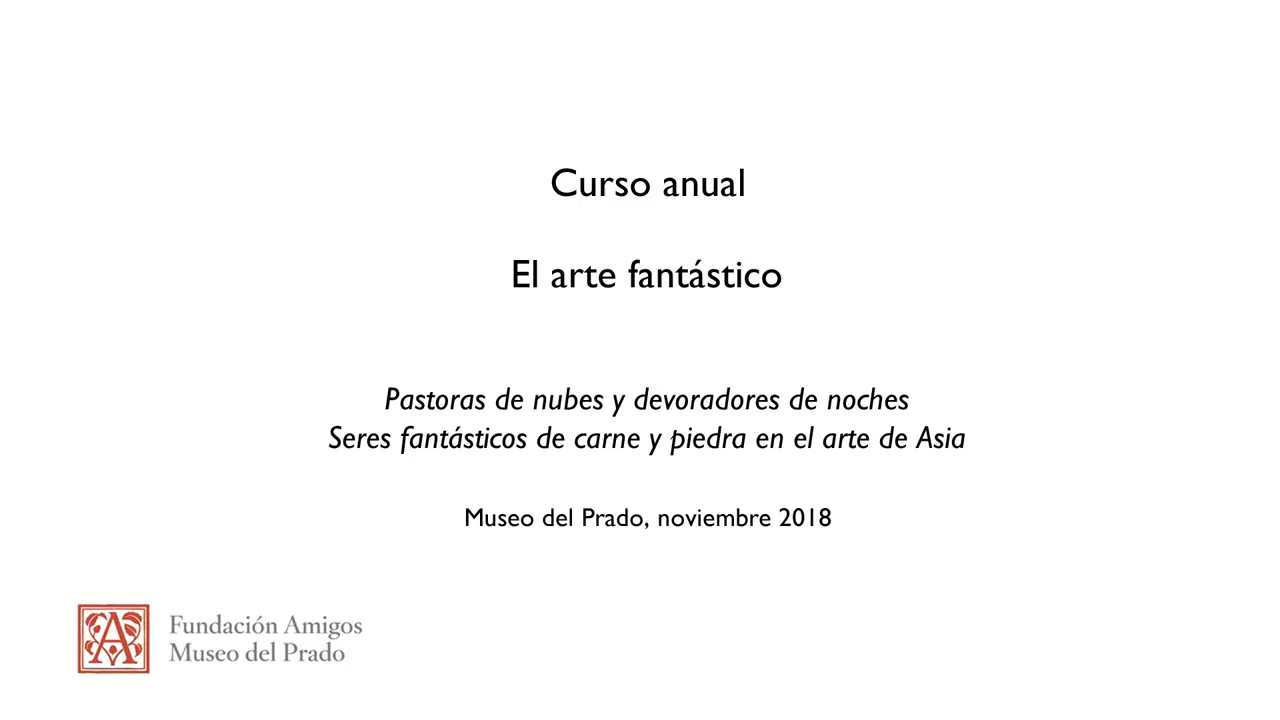 Curso anual
El arte fantástico
Pastoras de nubes y devoradores de noches
Seres fantásticos de carne y piedra en el arte de Asia
Museo del Prado, noviembre 2018
A
Fundación Amigos
Museo del Prado